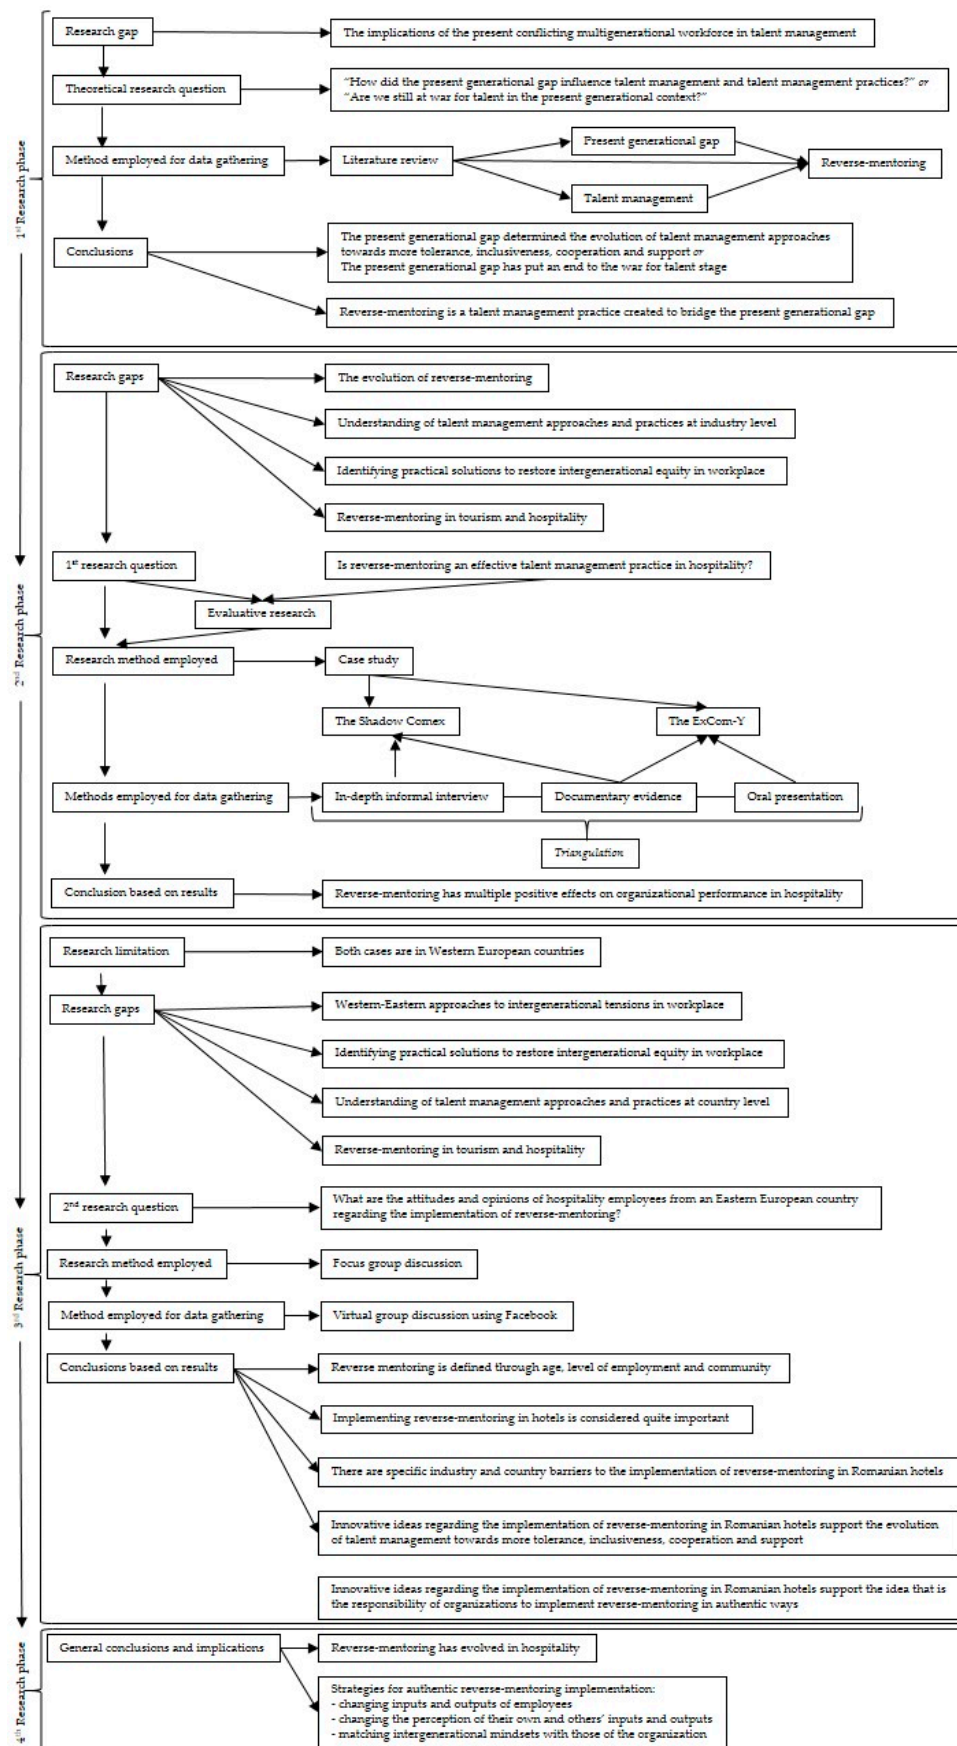 1st Research phase
Research gap
The implications of the present conflicting multigenerational workforce in talent management
Theoretical research question
“How did the present generational gap influence talent management and talent management practices?” or
“Are we still at war for talent in the present generational context?”
Method employed for data gathering
Literature review
Present generational gap
Talent management
Reverse-mentoring
Conclusions
The present generational gap determined the evolution of talent management approaches
towards more tolerance, inclusiveness, cooperation and support or
The present generational gap has put an end to the war for talent stage
Reverse-mentoring is a talent management practice created to bridge the present generational gap
2nd Research phase
Research gaps
The evolution of reverse-mentoring
Understanding of talent management approaches and practices at industry level
Identifying practical solutions to restore intergenerational equity in workplace
Reverse-mentoring in tourism and hospitality
1st research question
Is reverse-mentoring an effective talent management practice in hospitality?
Evaluative research
Research method employed
Case study
The Shadow Comex
The ExCom-Y
Methods employed for data gathering
In-depth informal interview
Documentary evidence
Oral presentation
Triangulation
Conclusion based on results
Reverse-mentoring has multiple positive effects on organizational performance in hospitality
3rd Research phase
Research limitation
Both cases are in Western European countries
Research gaps
Western-Eastern approaches to intergenerational tensions in workplace
Identifying practical solutions to restore intergenerational equity in workplace
Understanding of talent management approaches and practices at country level
Reverse-mentoring in tourism and hospitality
2nd research question
What are the attitudes and opinions of hospitality employees from an Eastern European country
regarding the implementation of reverse-mentoring?
Research method employed
Focus group discussion
Method employed for data gathering
Virtual group discussion using Facebook
Conclusions based on results
Reverse mentoring is defined through age, level of employment and community
Implementing reverse-mentoring in hotels is considered quite important
There are specific industry and country barriers to the implementation of reverse-mentoring in Romanian hotels
Innovative ideas regarding the implementation of reverse-mentoring in Romanian hotels support the evolution
of talent management towards more tolerance, inclusiveness, cooperation and support
Innovative ideas regarding the implementation of reverse-mentoring in Romanian hotels support the idea that is
the responsibility of organizations to implement reverse-mentoring in authentic ways
4th Research phase
General conclusions and implications
Reverse-mentoring has evolved in hospitality
Strategies for authentic reverse-mentoring implementation:
- changing inputs and outputs of employees
- changing the perception of their own and others’ inputs and outputs
- matching intergenerational mindsets with those of the organization